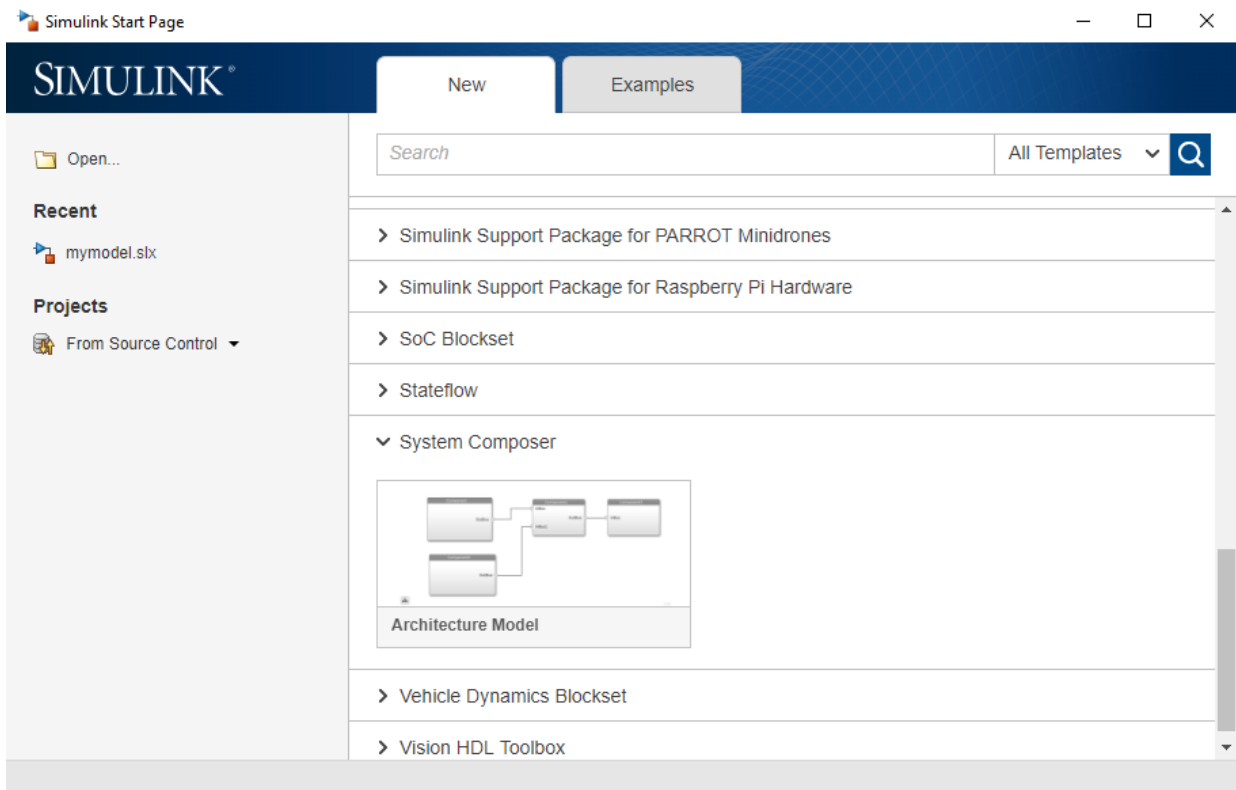 Simulink Start Page
SIMULINK®
New
Examples
Open...
Recent
mymodel.slx
Projects
From Source Control
Search
All Templates
Simulink Support Package for PARROT Minidrones
Simulink Support Package for Raspberry Pi Hardware
SoC Blockset
Stateflow
System Composer
Architecture Model
Vehicle Dynamics Blockset
Vision HDL Toolbox